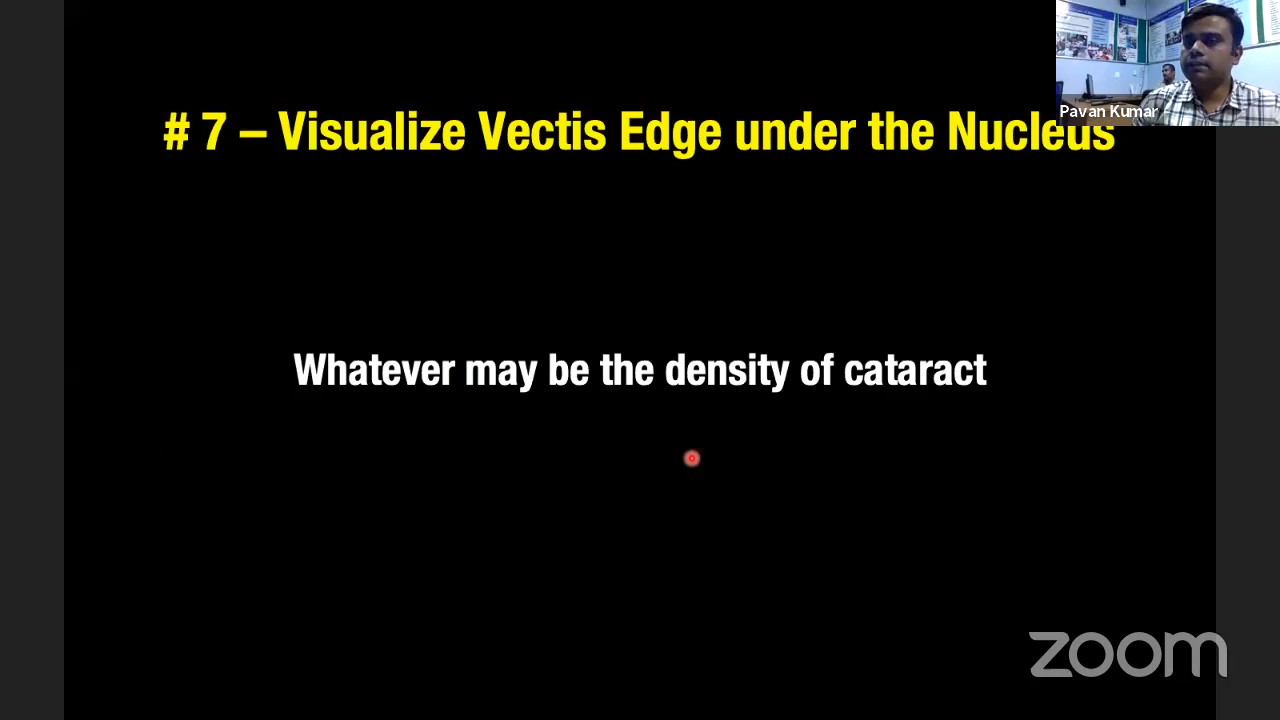 # 7 – Visualize Vectis Edge under the Nucleus
Pavan Kumar
Whatever may be the density of cataract
zoom